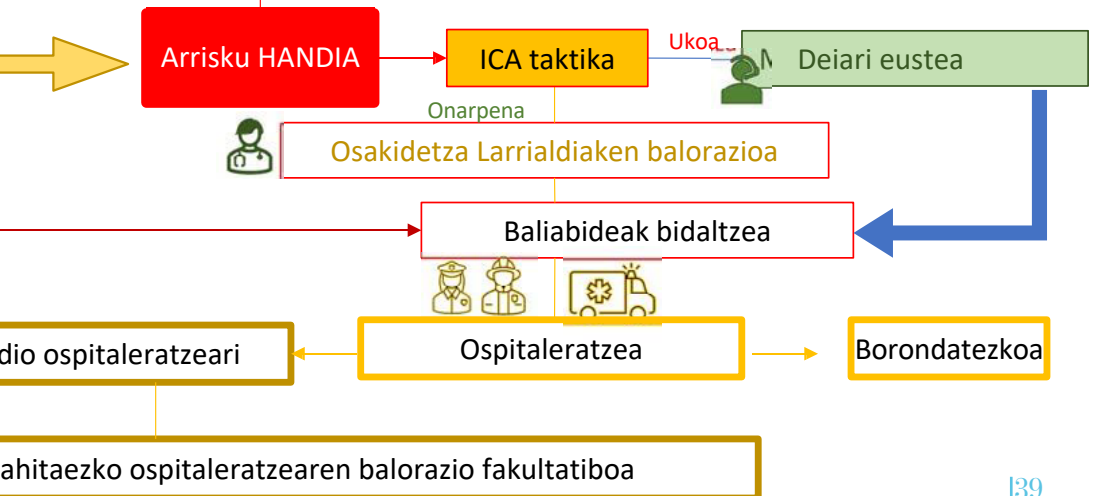 Arrisku HANDIA
ICA taktika
Ukoa
Deiari eustea
Onarpena
Osakidetza Larrialdiaken balorazioa
Baliabideak bidaltzea
dio ospitaleratzeari
Ospitaleratzea
Borondatezkoa
ahitaezko ospitaleratzearen balorazio fakultatiboa
139